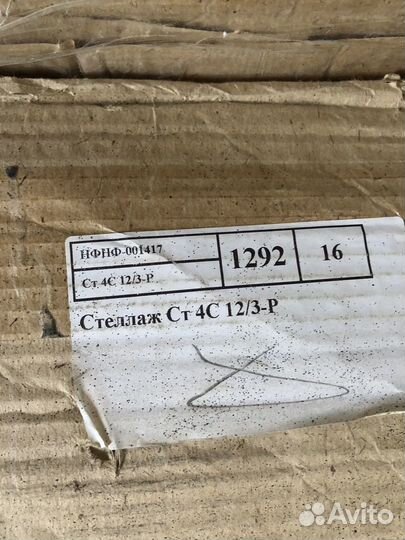 НФНФ-001417
1292
16
Ст 4С 12/3-Р
Стеллаж Ст 4С 12/3-Р
Avito